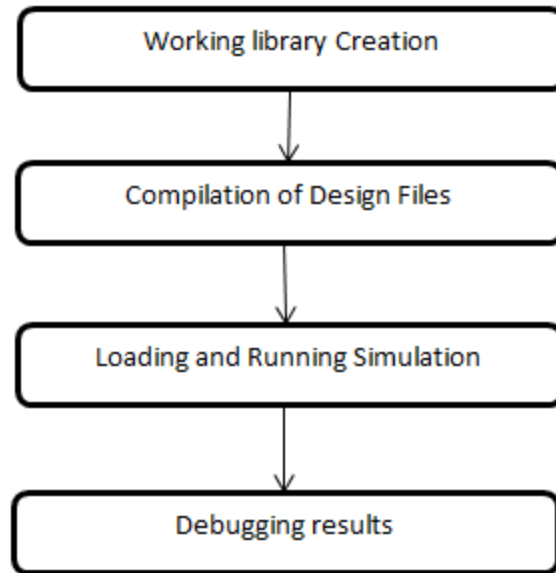 Working library Creation
Compilation of Design Files
Loading and Running Simulation
Debugging results